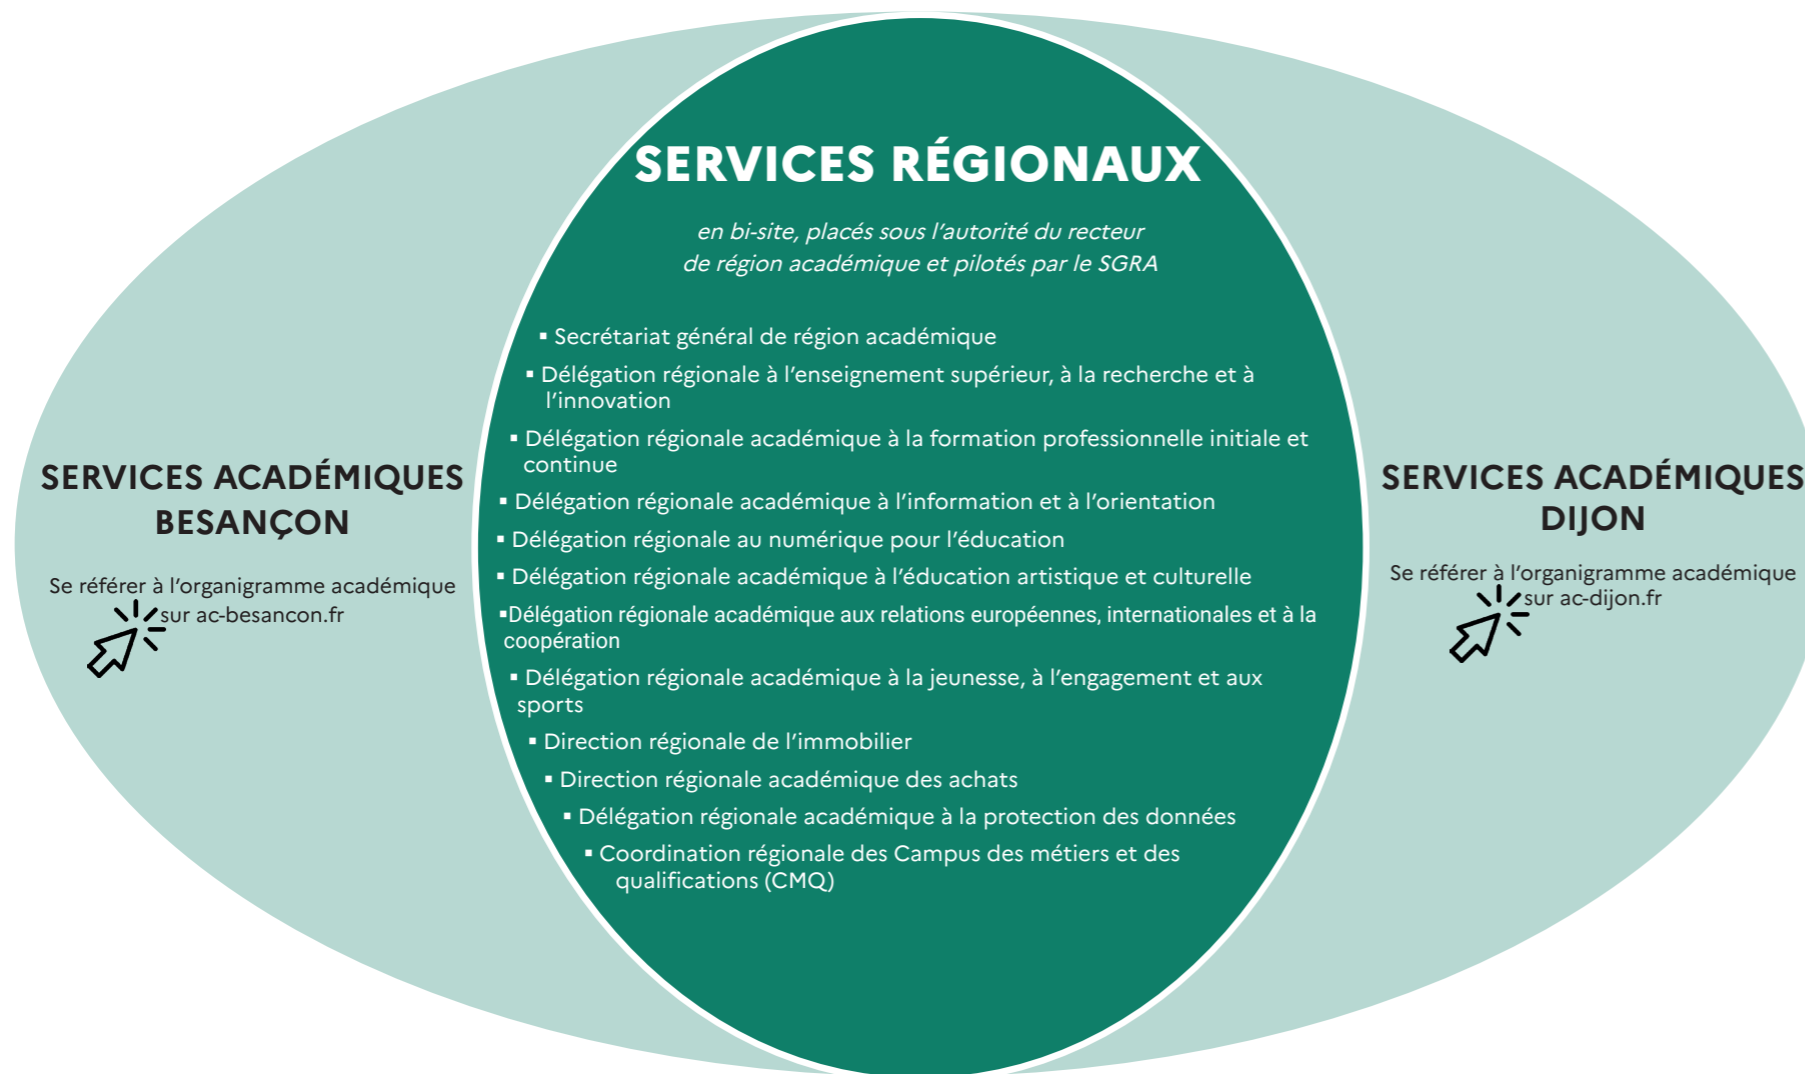 SERVICES RÉGIONAUX
en bi-site, placés sous l'autorité du recteur
de région académique et pilotés par le SGRA
▪ Secrétariat général de région académique
▪ Délégation régionale à l'enseignement supérieur, à la recherche et à
l'innovation
▪ Délégation régionale académique à la formation professionnelle initiale et
continue
▪ Délégation régionale académique à l'information et à l'orientation
▪ Délégation régionale au numérique pour l'éducation
▪ Délégation régionale académique à l'éducation artistique et culturelle
▪Délégation régionale académique aux relations européennes, internationales et à la
coopération
▪ Délégation régionale académique à la jeunesse, à l'engagement et aux
sports
▪ Direction régionale de l'immobilier
▪ Direction régionale académique des achats
▪ Délégation régionale académique à la protection des données
▪ Coordination régionale des Campus des métiers et des
qualifications (CMQ)
SERVICES ACADÉMIQUES
BESANÇON
Se référer à l'organigramme académique
sur ac-besancon.fr
SERVICES ACADÉMIQUES
DIJON
Se référer à l'organigramme académique
sur ac-dijon.fr